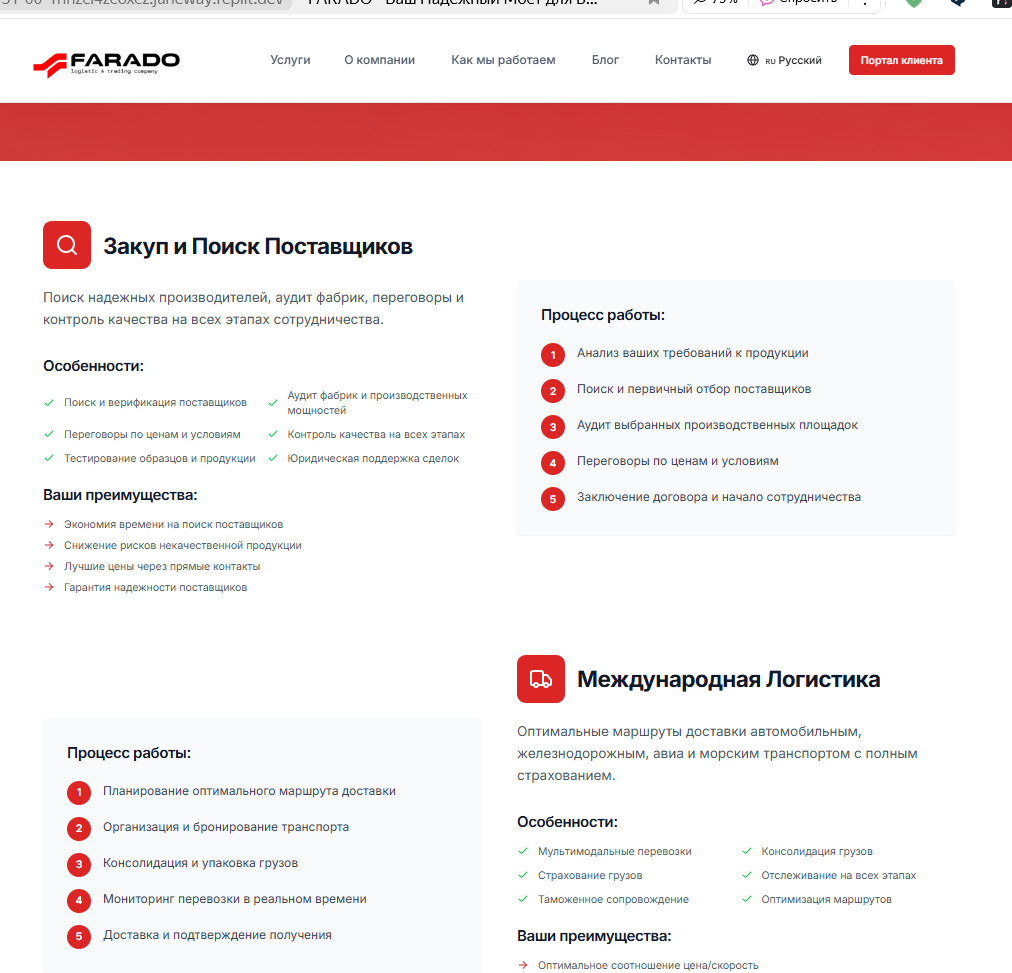 FARADO - Ваш Надежный Мост для В...
75%
Спросить
FARADO
logistic & trading company
Услуги
О компании
Как мы работаем
Блог
Контакты
RU Русский
Портал клиента
Закуп и Поиск Поставщиков
Поиск надежных производителей, аудит фабрик, переговоры и
контроль качества на всех этапах сотрудничества.
Особенности:
Поиск и верификация поставщиков
Аудит фабрик и производственных
мощностей
Переговоры по ценам и условиям
Контроль качества на всех этапах
Тестирование образцов и продукции
Юридическая поддержка сделок
Ваши преимущества:
Экономия времени на поиск поставщиков
Снижение рисков некачественной продукции
Лучшие цены через прямые контакты
Гарантия надежности поставщиков
Процесс работы:
1 Анализ ваших требований к продукции
2 Поиск и первичный отбор поставщиков
3 Аудит выбранных производственных площадок
4 Переговоры по ценам и условиям
5 Заключение договора и начало сотрудничества
Международная Логистика
Оптимальные маршруты доставки автомобильным,
железнодорожным, авиа и морским транспортом с полным
страхованием.
Особенности:
Мультимодальные перевозки
Консолидация грузов
Страхование грузов
Отслеживание на всех этапах
Таможенное сопровождение
Оптимизация маршрутов
Ваши преимущества:
Оптимальное соотношение цена/скорость
Процесс работы:
1 Планирование оптимального маршрута доставки
2 Организация и бронирование транспорта
3 Консолидация и упаковка грузов
4 Мониторинг перевозки в реальном времени
5 Доставка и подтверждение получения